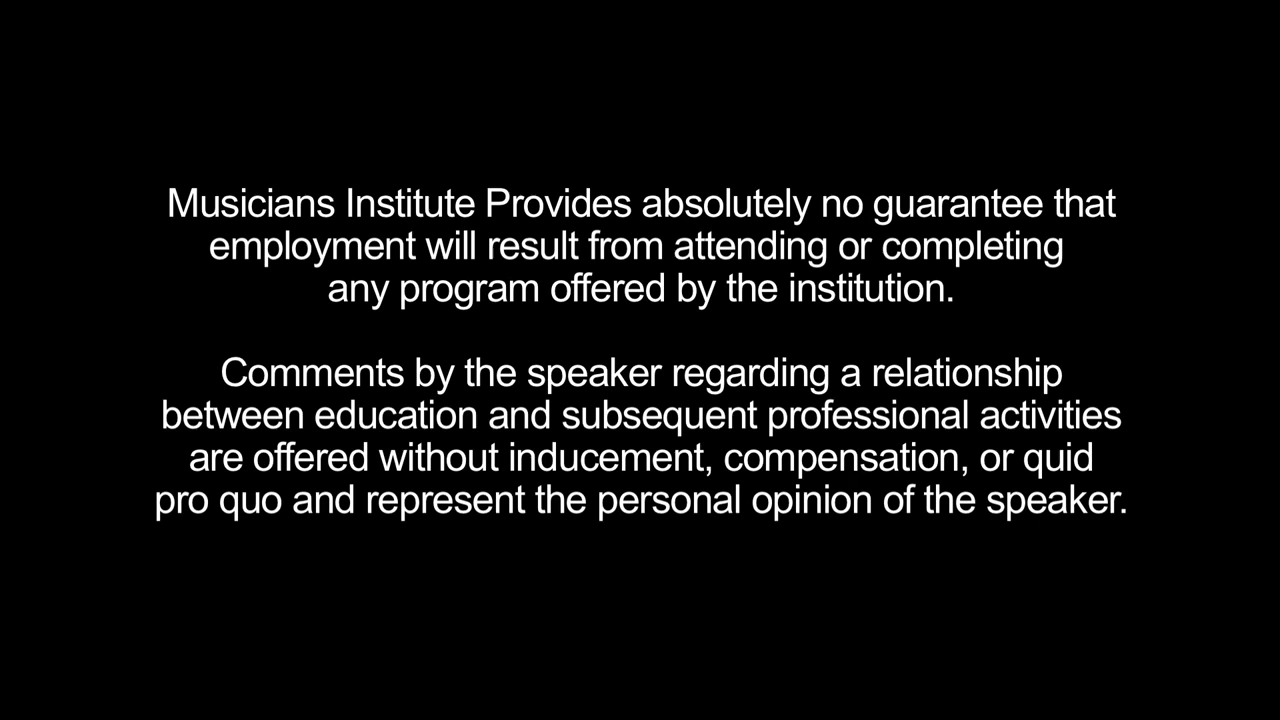 Musicians Institute Provides absolutely no guarantee that
employment will result from attending or completing
any program offered by the institution.
Comments by the speaker regarding a relationship
between education and subsequent professional activities
are offered without inducement, compensation, or quid
pro quo and represent the personal opinion of the speaker.